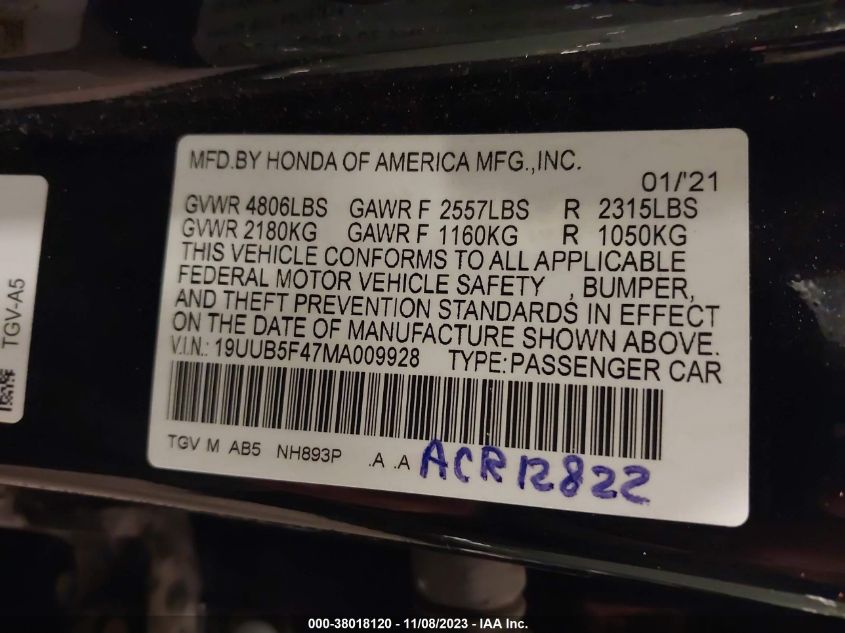 MFD.BY HONDA OF AMERICA MFG.,INC.
01/'21
GVWR 4806LBS GAWR F 2557LBS R 2315LBS
GVWR 2180KG GAWR F 1160KG R 1050KG
THIS VEHICLE CONFORMS TO ALL APPLICABLE
FEDERAL MOTOR VEHICLE SAFETY , BUMPER,
AND THEFT PREVENTION STANDARDS IN EFFECT
ON THE DATE OF MANUFACTURE SHOWN ABOVE.
V.I.N.: 19UUB5F47MA009928 TYPE:PASSENGER CAR
TGV M AB5 NH893P .A .A ACR12822
TGV-A5
000-38018120 - 11/08/2023 - IAA Inc.